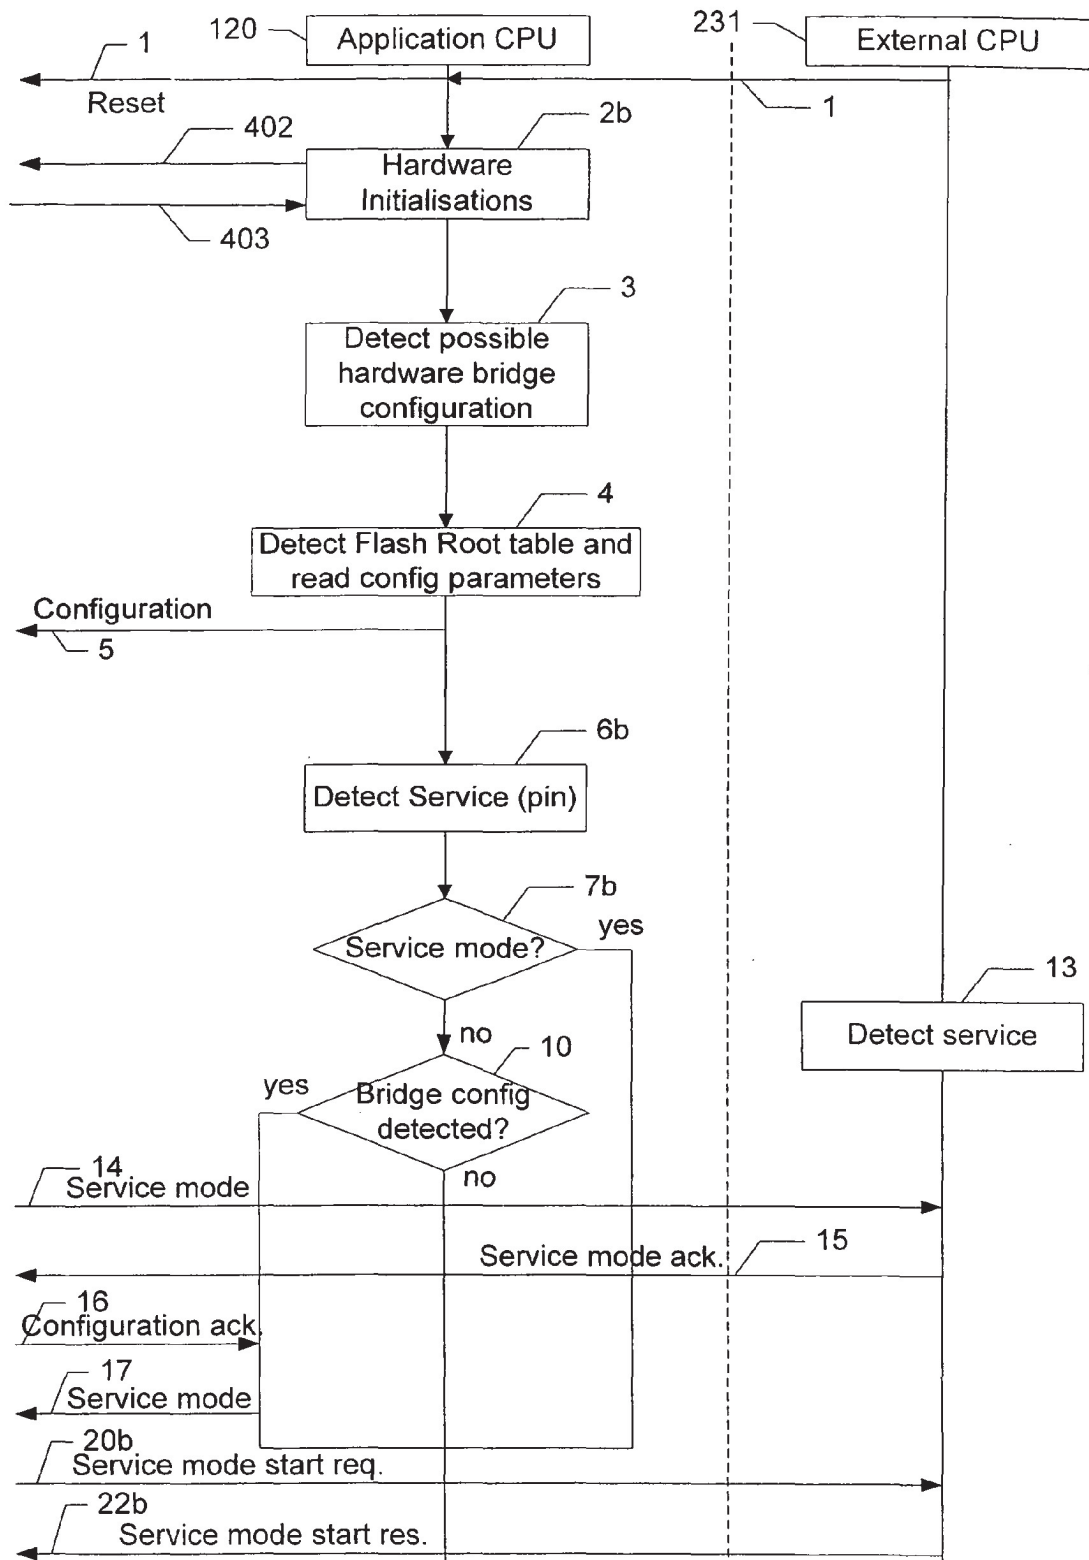 120
Application CPU
231
External CPU
1
Reset
1
2b
402
Hardware
Initialisations
403
3
Detect possible
hardware bridge
configuration
4
Detect Flash Root table and
read config parameters
Configuration
5
6b
Detect Service (pin)
7b
Service mode?
yes
13
Detect service
no
10
yes
Bridge config
detected?
no
14
Service mode
15
Service mode ack.
16
Configuration ack.
17
Service mode
20b
Service mode start req.
22b
Service mode start res.